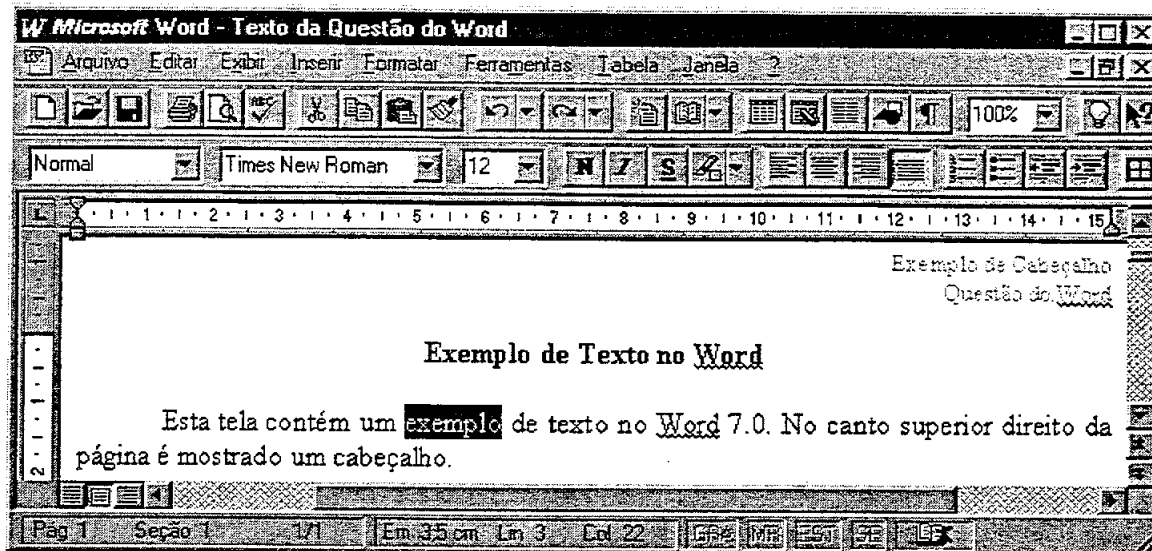 Microsoft Word - Texto da Questão do Word
Arquivo Editar Exibir Inserir Formatar Ferramentas Tabela Janela ?
100%
Normal Times New Roman 12 N I S
1 2 3 4 5 6 7 8 9 10 11 12 13 14 15
Exemplo de Cabeçalho
Questão do Word
Exemplo de Texto no Word
Esta tela contém um exemplo de texto no Word 7.0. No canto superior direito da
página é mostrado um cabeçalho.
Pág 1 Seção 1 1/1 Em 3,5 cm Lin 3 Col 22 GRA MR EST SE